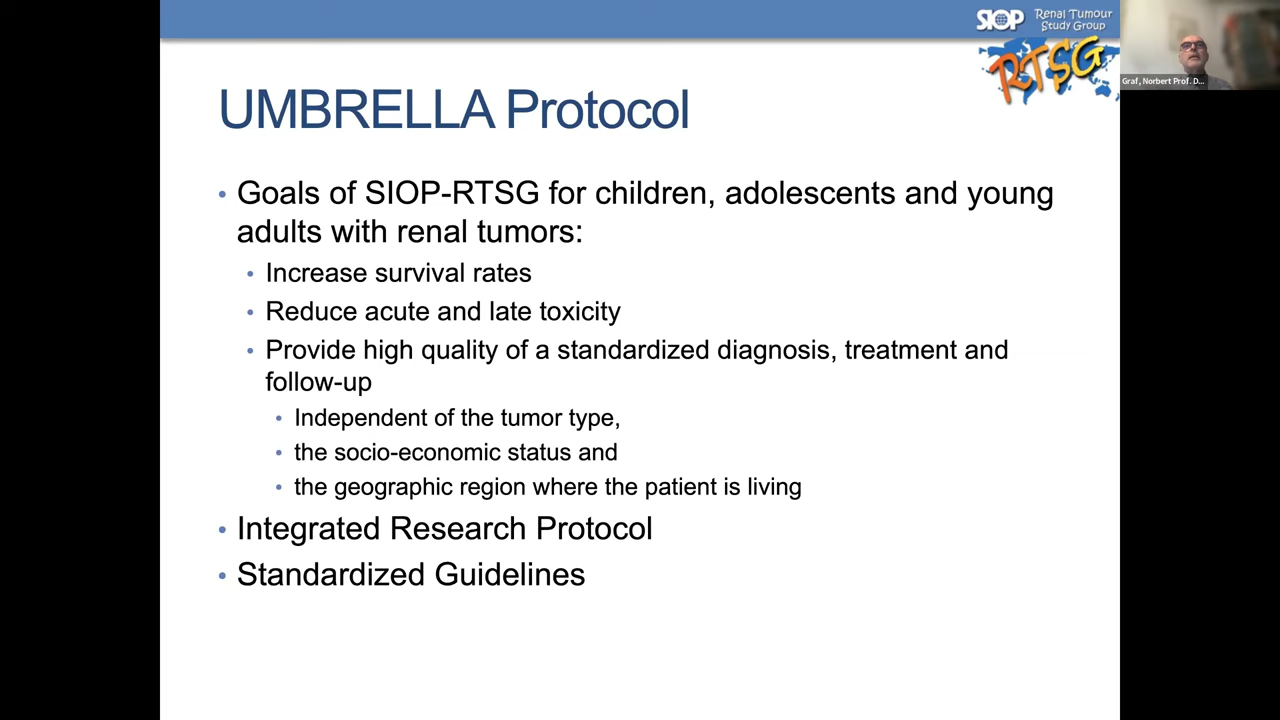 SIOP
Renal Tumour
Study Group
RTSG
Graf, Norbert Prof. D...
UMBRELLA Protocol
• Goals of SIOP-RTSG for children, adolescents and young
adults with renal tumors:
• Increase survival rates
• Reduce acute and late toxicity
• Provide high quality of a standardized diagnosis, treatment and
follow-up
• Independent of the tumor type,
• the socio-economic status and
• the geographic region where the patient is living
• Integrated Research Protocol
• Standardized Guidelines